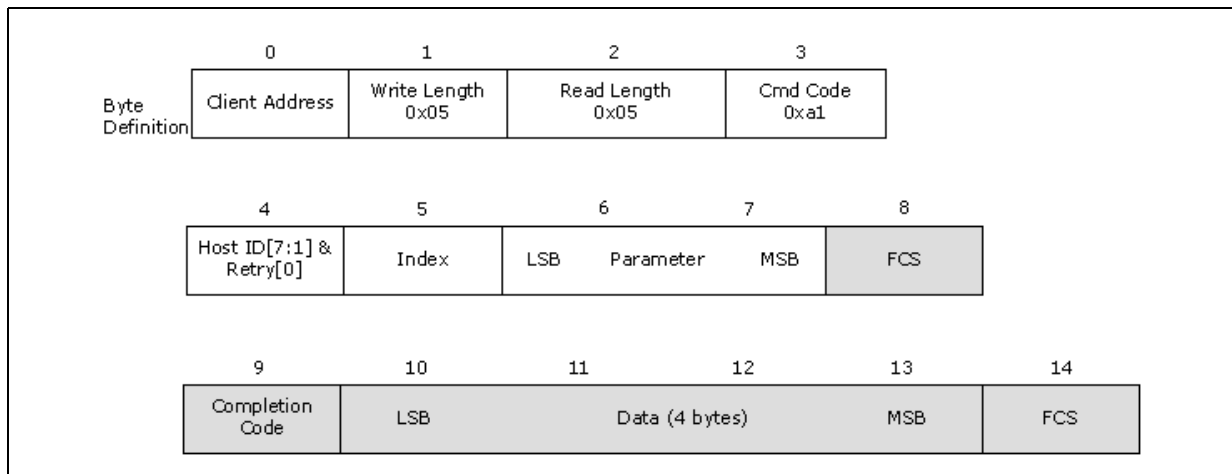 0 1 2 3
Byte Definition
Client Address
Write Length 0x05
Read Length 0x05
Cmd Code 0xa1
4 5 6 7 8
Host ID[7:1] & Retry[0]
Index
LSB Parameter MSB
FCS
9 10 11 12 13 14
Completion Code
LSB Data (4 bytes) MSB
FCS